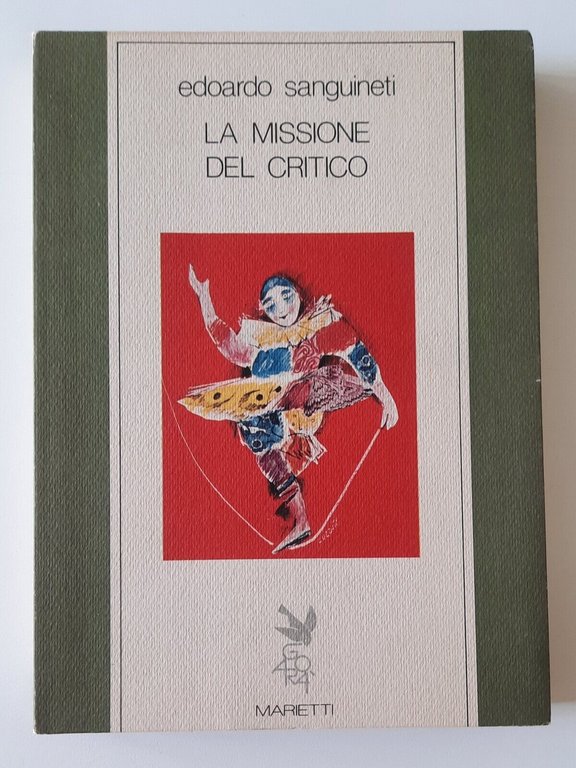 edoardo sanguineti
LA MISSIONE
DEL CRITICO
AGORÀ
MARIETTI